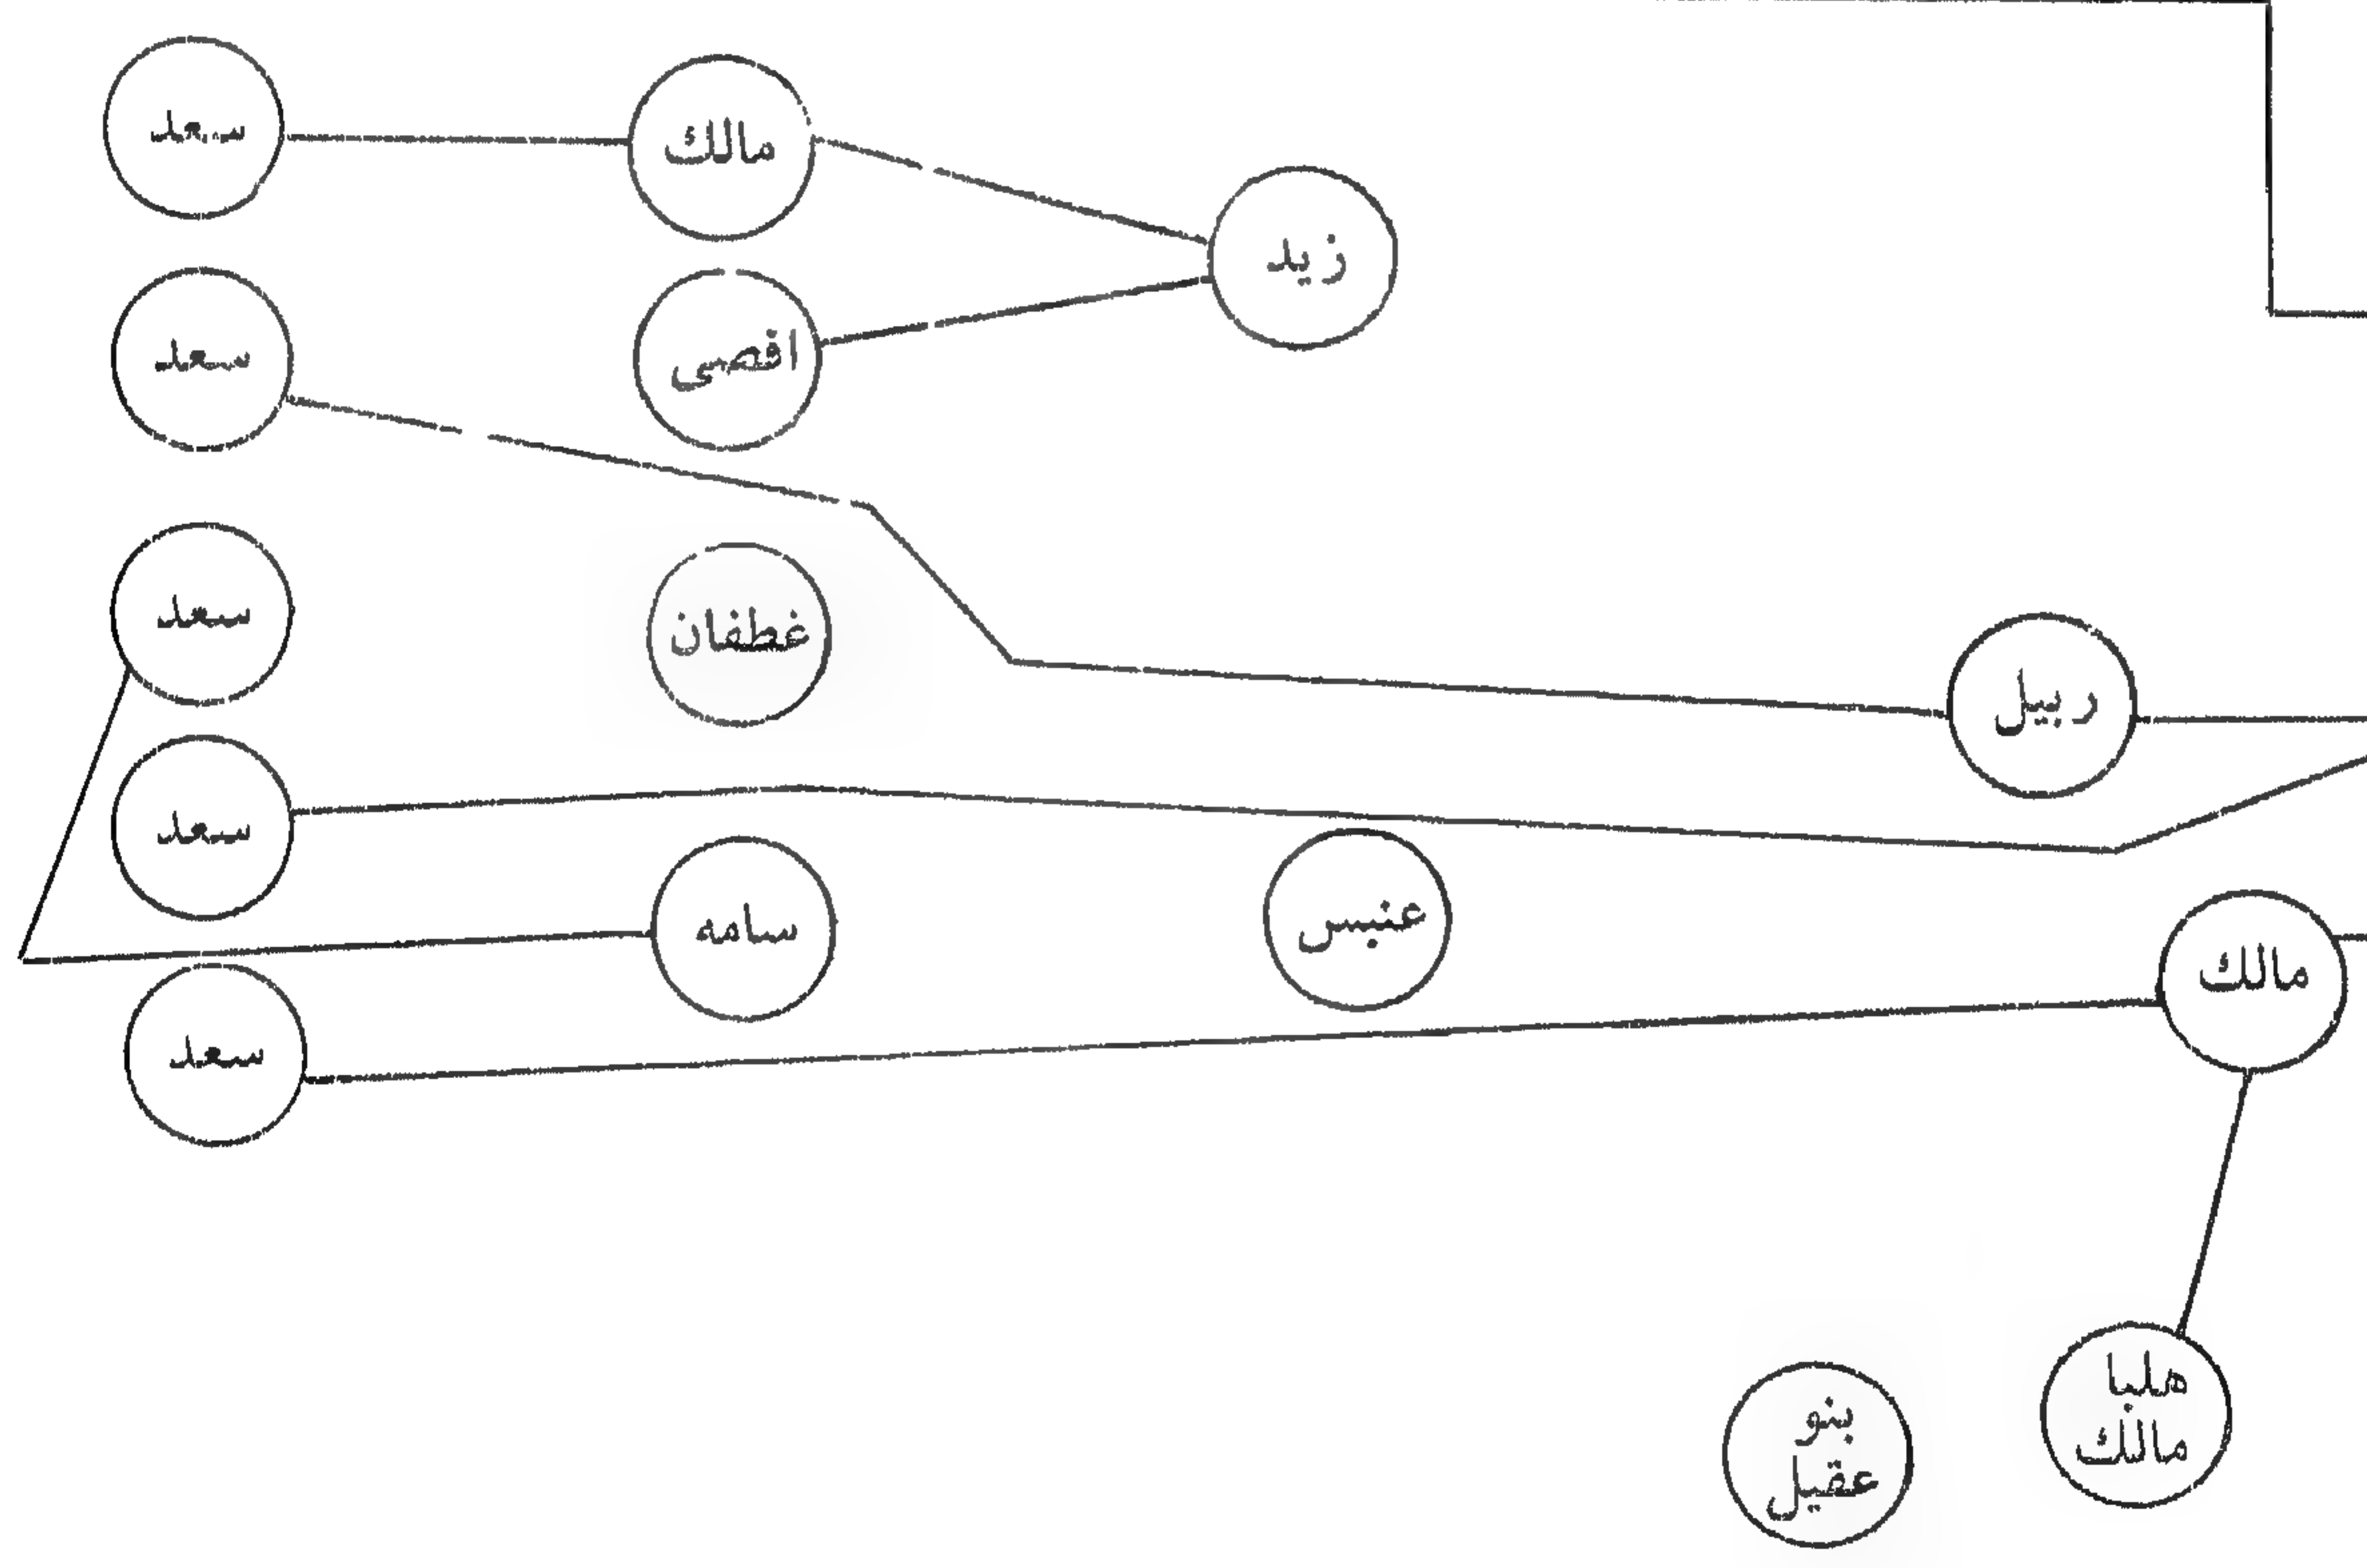 سعد
مالك
زيد
سعد
افصى
سعد
غطفان
ربيل
سعد
سامه
عنبس
مالك
سعد
هلبا
مالك
بنو
عقيل